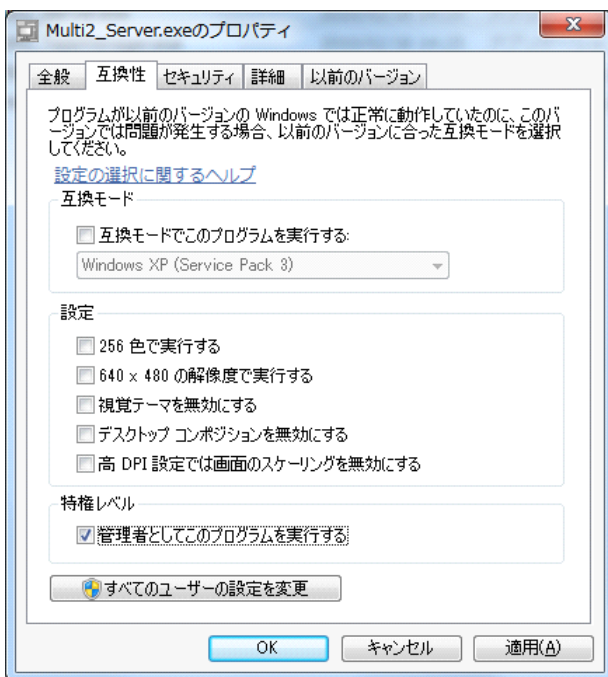 Multi2_Server.exeのプロパティ
全般 互換性 セキュリティ 詳細 以前のバージョン
プログラムが以前のバージョンの Windows では正常に動作していたのに、このバ
ージョンでは問題が発生する場合、以前のバージョンに合った互換モードを選択
してください。
設定の選択に関するヘルプ
互換モード
互換モードでこのプログラムを実行する:
Windows XP (Service Pack 3)
設定
256 色で実行する
640 x 480 の解像度で実行する
視覚テーマを無効にする
デスクトップ コンポジションを無効にする
高 DPI 設定では画面のスケーリングを無効にする
特権レベル
管理者としてこのプログラムを実行する
すべてのユーザーの設定を変更
OK キャンセル 適用(A)